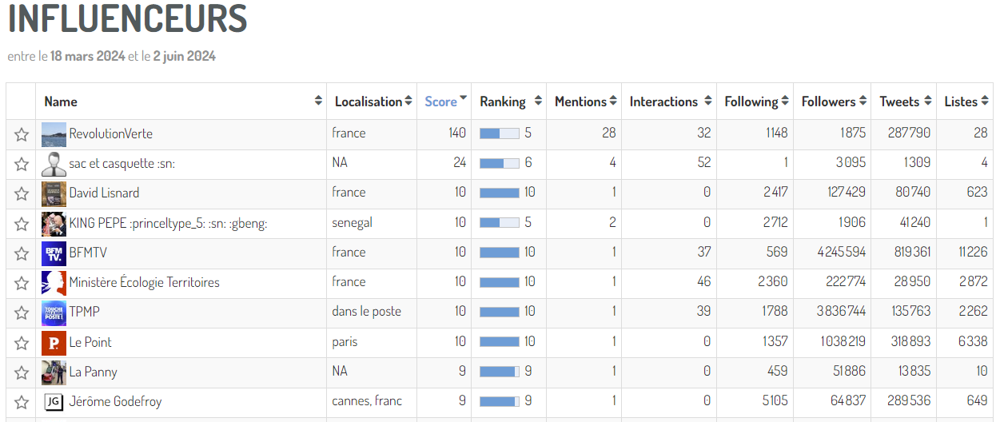 INFLUENCEURS
entre le 18 mars 2024 et le 2 juin 2024
Name Localisation Score Ranking Mentions Interactions Following Followers Tweets Listes
RevolutionVerte france 140 5 28 32 1148 1875 287790 28
sac et casquette :sn: NA 24 6 4 52 1 3095 1309 4
David Lisnard france 10 10 1 0 2417 127429 80740 623
KING PEPE :princeltype_5: :sn: :gbeng: senegal 10 5 2 0 2712 1906 41240 1
BFM TV. BFMTV france 10 10 1 37 569 4245594 819361 11226
Ministère Écologie Territoires france 10 10 1 46 2360 222774 28950 2872
TOUCHE PAS À MON POSTE! TPMP dans le poste 10 10 1 39 1788 3836744 135763 2262
P. Le Point paris 10 10 1 0 1357 1038219 318893 6338
La Panny NA 9 9 1 0 459 51886 13835 10
JG Jérôme Godefroy cannes, franc 9 9 1 0 5105 64837 289536 649